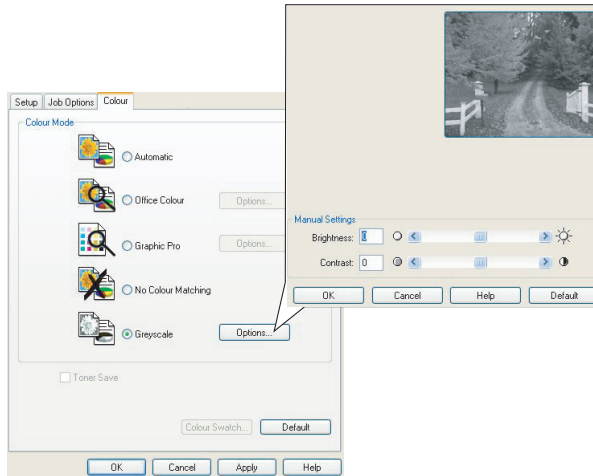 Setup Job Options Colour
Colour Mode
Automatic
Office Colour Options...
Graphic Pro Options...
No Colour Matching
Greyscale Options...
Toner Save
Colour Swatch... Default
OK Cancel Apply Help
Manual Settings
Brightness: 0
Contrast: 0
OK Cancel Help Default